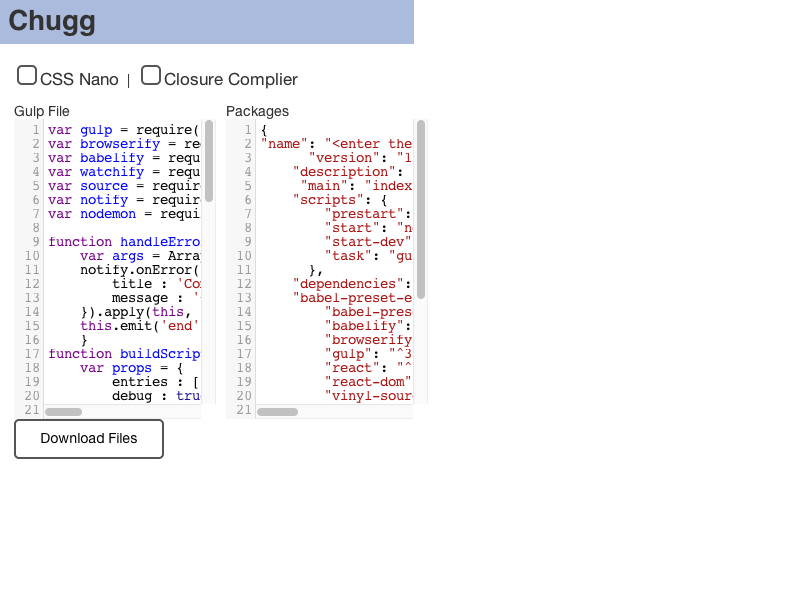 Chugg
CSS Nano | Closure Complier
Gulp File
1 var gulp = require(
2 var browserify = re
3 var babelify = requ
4 var watchify = requ
5 var source = requir
6 var notify = requir
7 var nodemon = requi
8
9 function handleErro
10 var args = Arra
11 notify.onError(
12 title : 'Co
13 message : '
14 }).apply(this,
15 this.emit('end'
16 }
17 function buildScrip
18 var props = {
19 entries : [
20 debug : tru
21
Packages
1 {
2 "name": "<enter the
3 "version": "1
4 "description":
5 "main": "index
6 "scripts": {
7 "prestart":
8 "start": "n
9 "start-dev"
10 "task": "gu
11 },
12 "dependencies":
13 "babel-preset-e
14 "babel-pres
15 "babelify":
16 "browserify
17 "gulp": "^3
18 "react": "^
19 "react-dom"
20 "vinyl-sour
21
Download Files